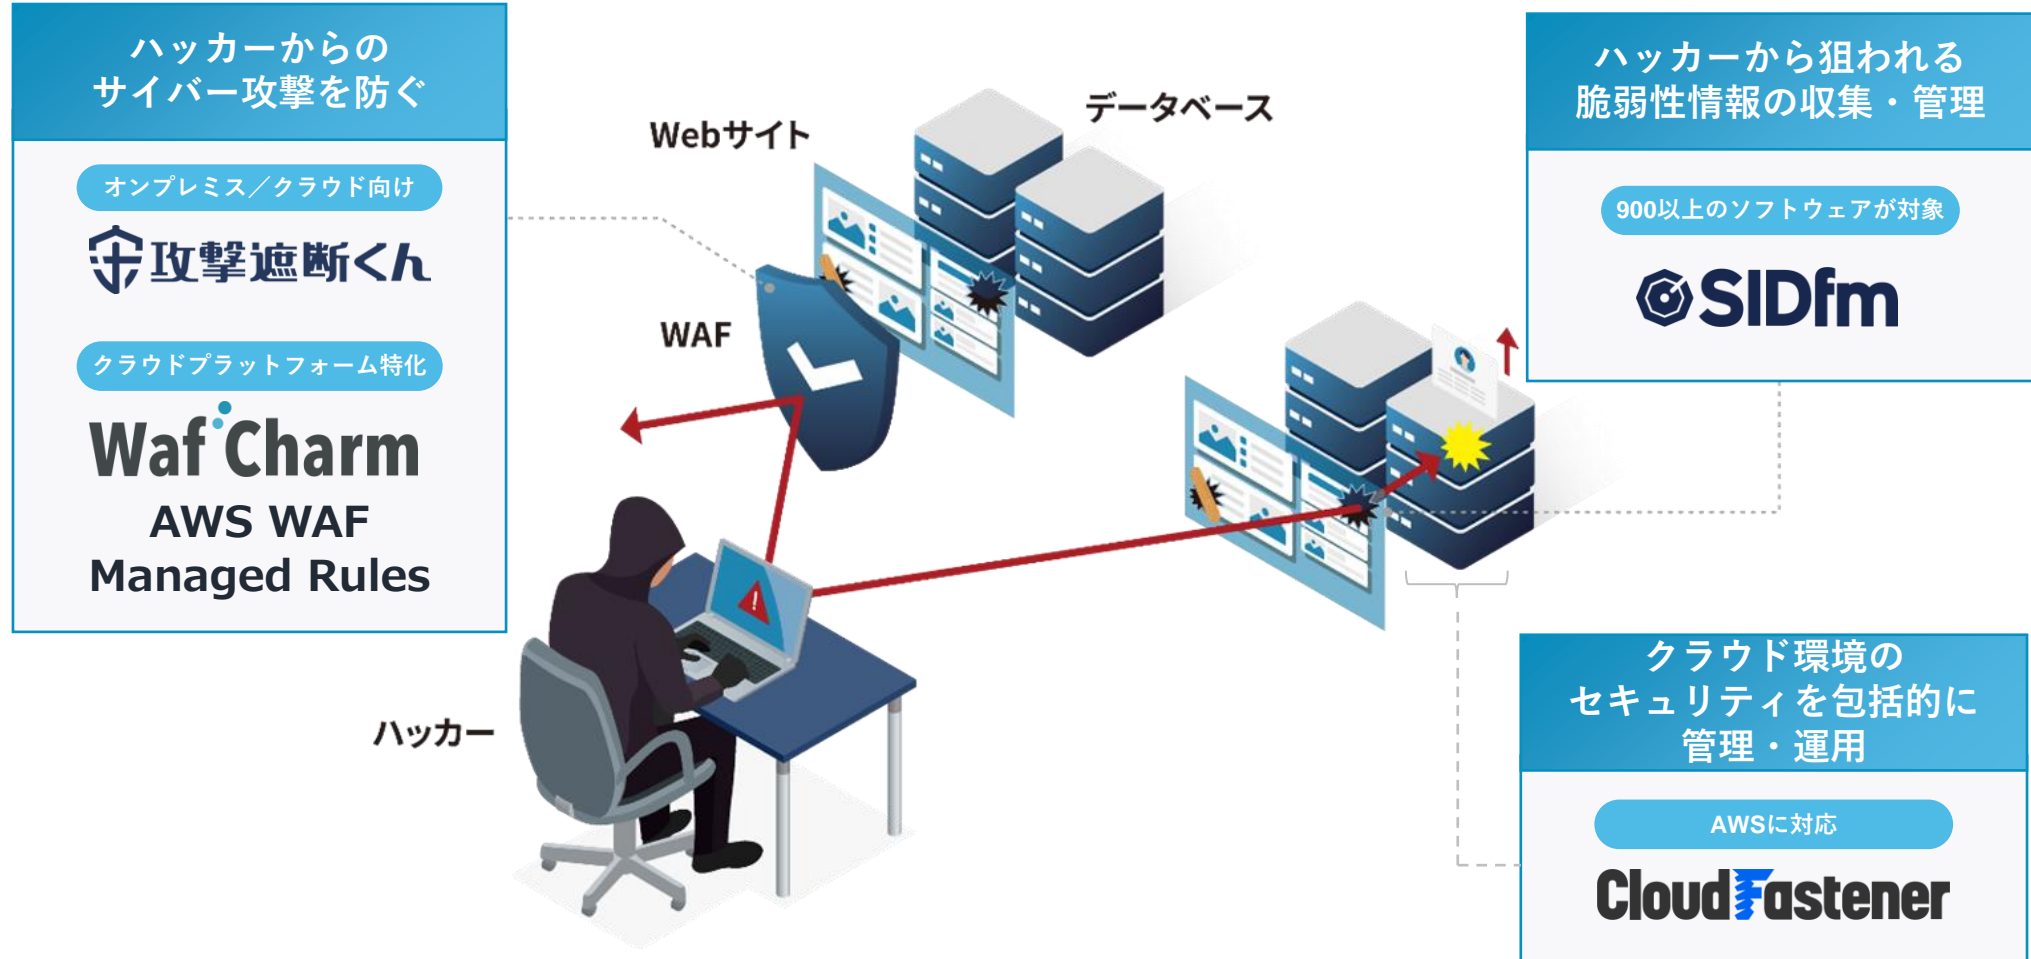 ハッカーからの
サイバー攻撃を防ぐ
オンプレミス／クラウド向け
攻撃遮断くん
クラウドプラットフォーム特化
WafCharm
AWS WAF
Managed Rules
Webサイト
データベース
WAF
ハッカー
ハッカーから狙われる
脆弱性情報の収集・管理
900以上のソフトウェアが対象
SIDfm
クラウド環境の
セキュリティを包括的に
管理・運用
AWSに対応
CloudFastener